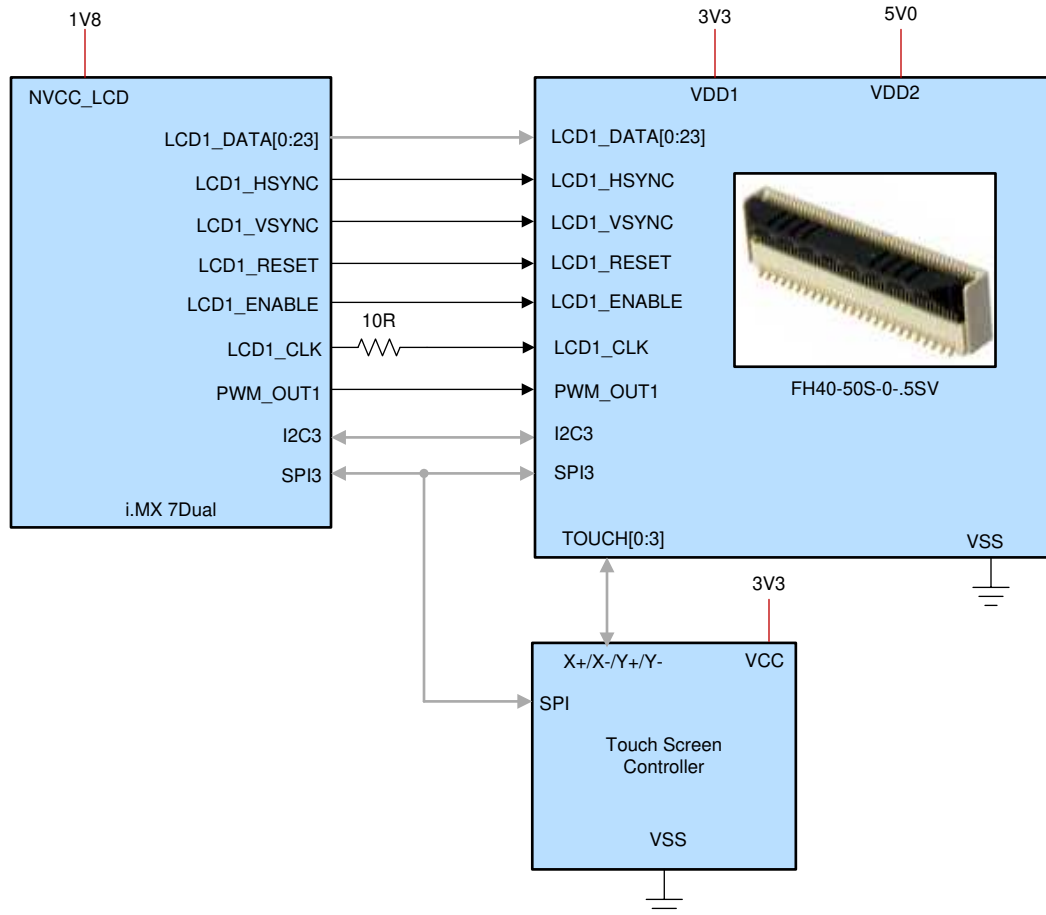 1V8
3V3
5V0
NVCC_LCD
LCD1_DATA[0:23]
LCD1_HSYNC
LCD1_VSYNC
LCD1_RESET
LCD1_ENABLE
10R
LCD1_CLK
PWM_OUT1
I2C3
SPI3
i.MX 7Dual
VDD1
VDD2
LCD1_DATA[0:23]
LCD1_HSYNC
LCD1_VSYNC
LCD1_RESET
LCD1_ENABLE
LCD1_CLK
PWM_OUT1
I2C3
SPI3
FH40-50S-0-.5SV
TOUCH[0:3]
VSS
3V3
X+/X-/Y+/Y-
VCC
SPI
Touch Screen
Controller
VSS